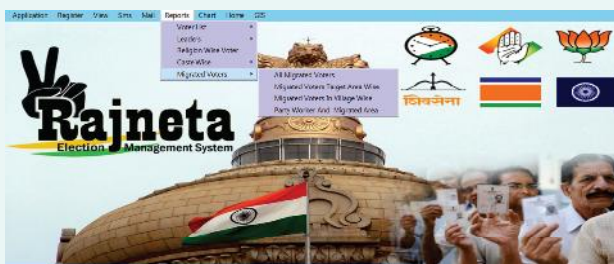 Application Register View Sms Mail Reports Chart Home
Voter List
Leaders
Religion Wise Voter
Caste Wise
Migrated Voters
All Migrated Voters
Migrated Voters Target Area Wise
Migrated Voters In Village Wise
Party Worker And Migrated Area
शिवसेना
Rajneta
Election Management System